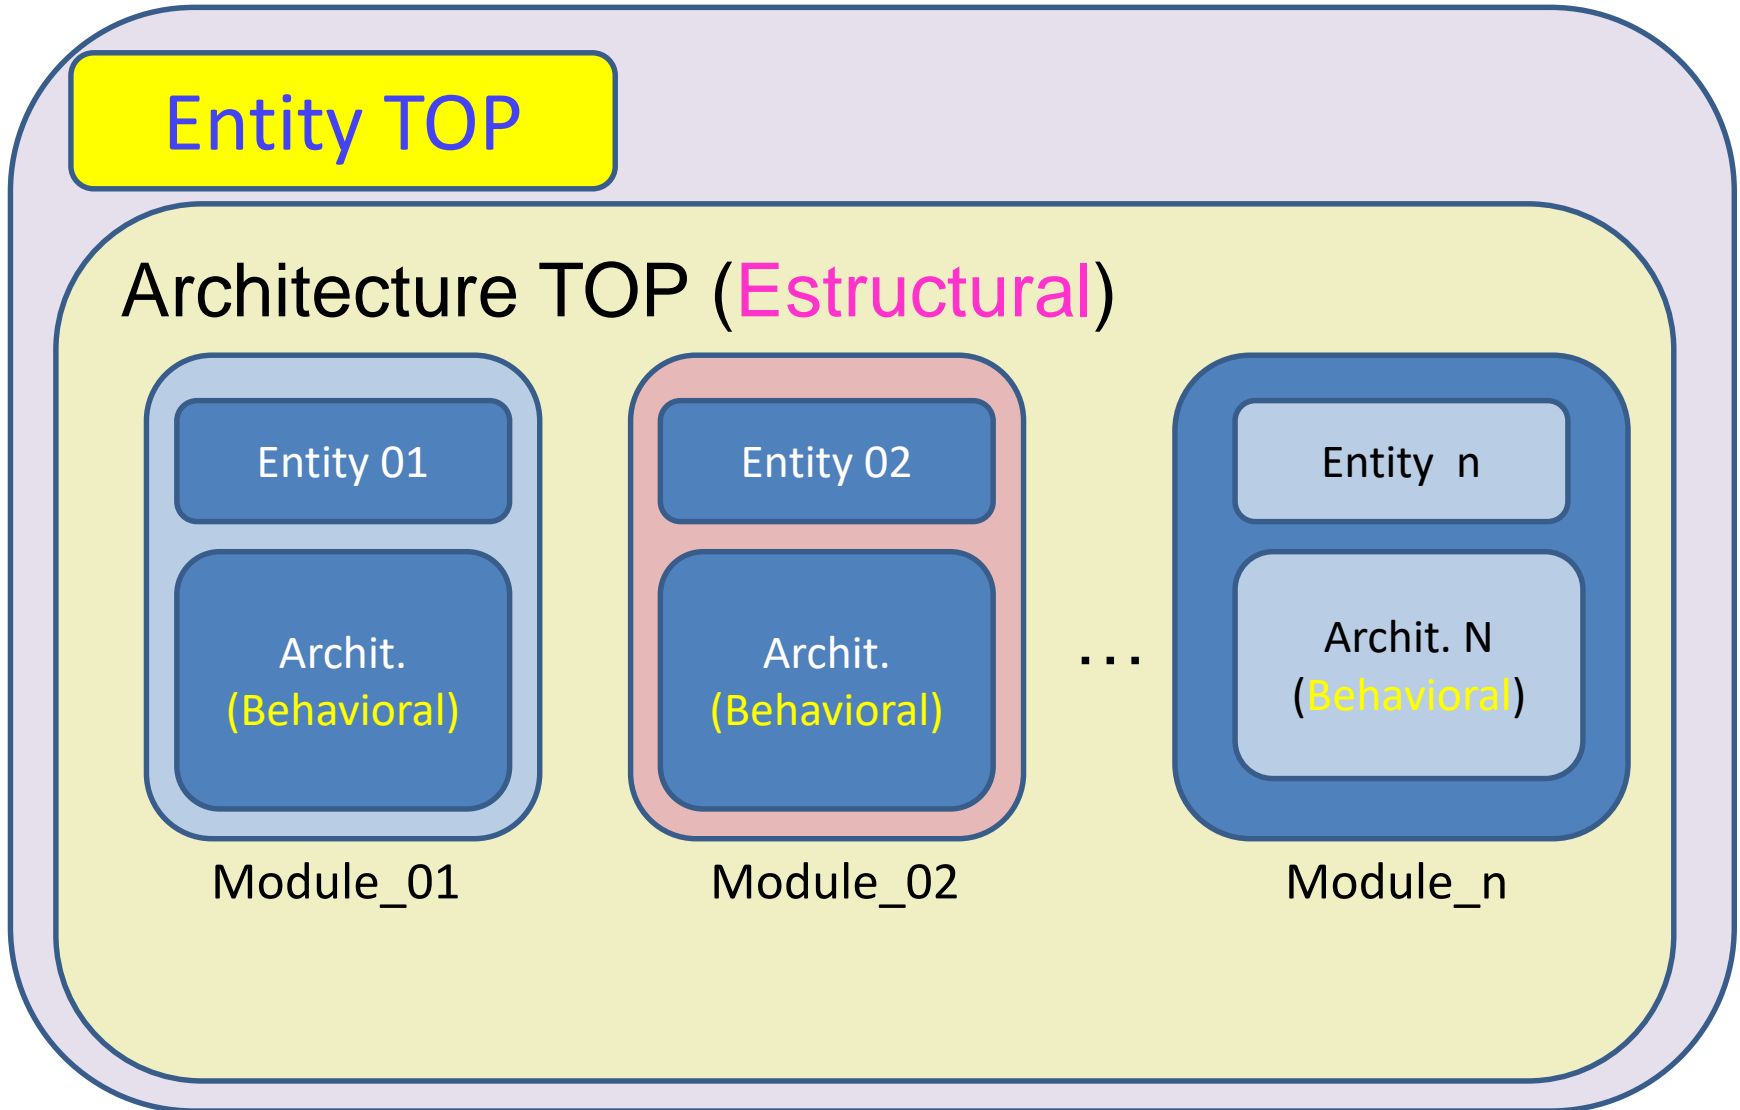 Entity TOP
Architecture TOP (Estructural)
Entity 01
Archit.
(Behavioral)
Module_01
Entity 02
Archit.
(Behavioral)
Module_02
...
Entity  n
Archit. N
(Behavioral)
Module_n